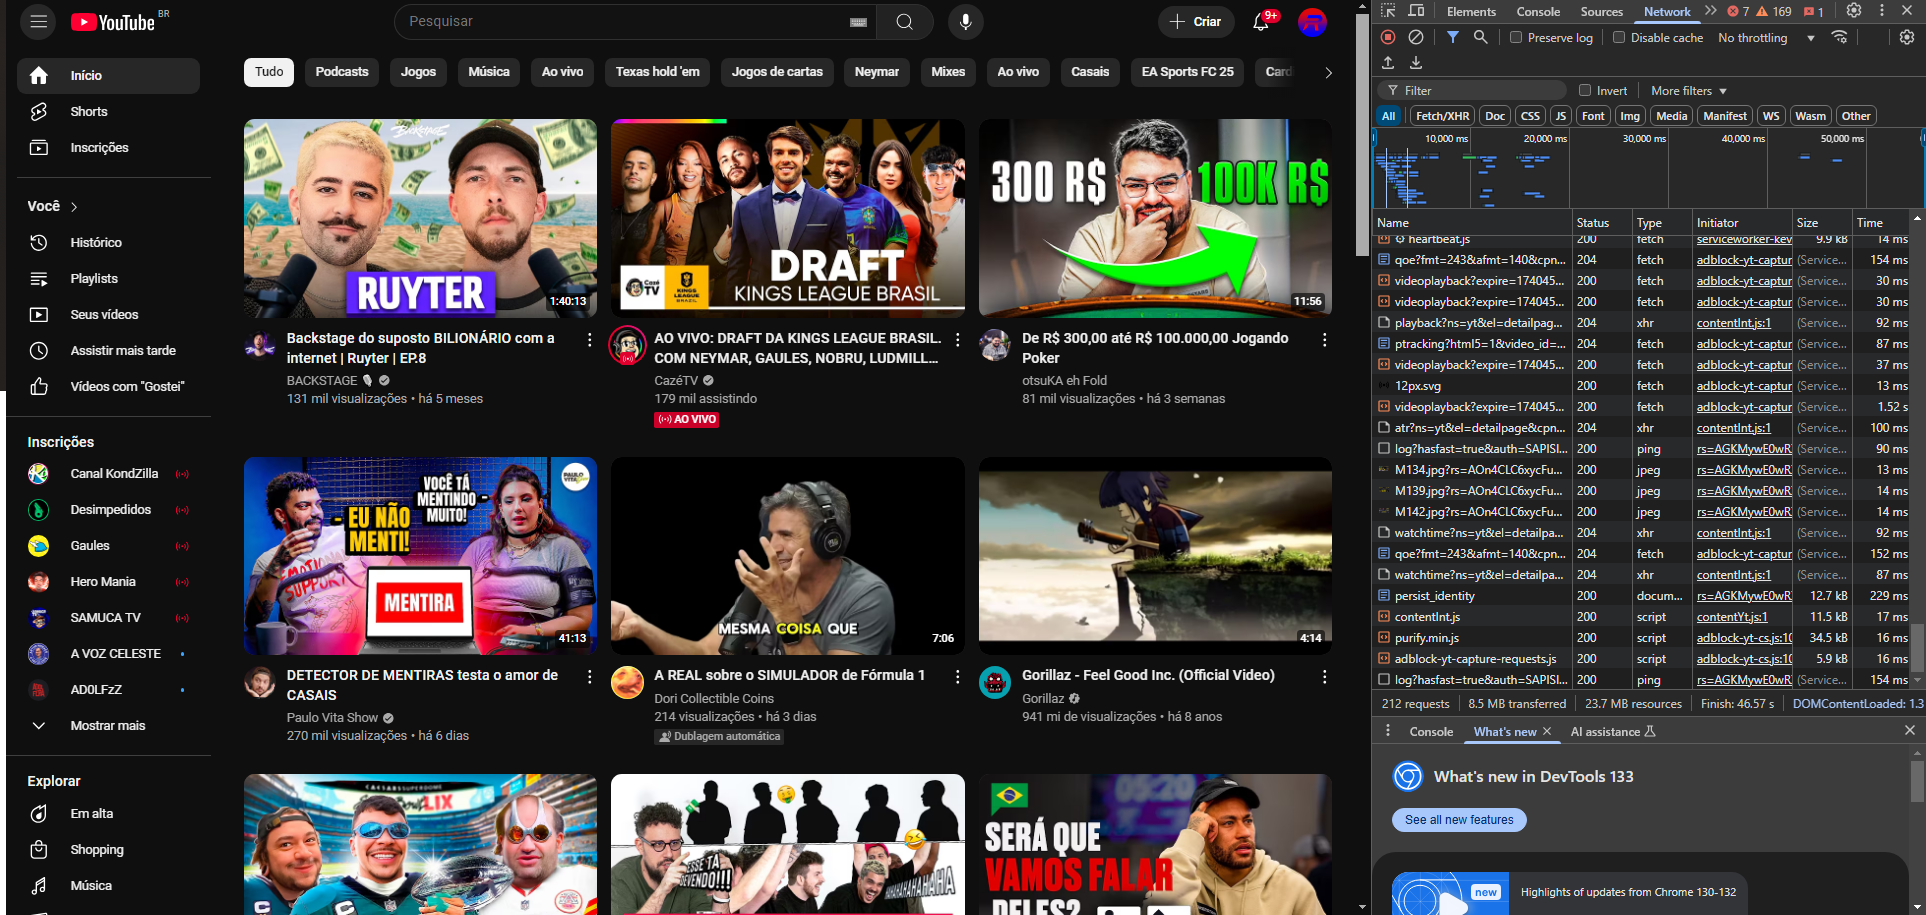 YouTube BR
Pesquisar
Criar
9+
Início
Shorts
Inscrições
Você
Histórico
Playlists
Seus vídeos
Assistir mais tarde
Vídeos com "Gostei"
Inscrições
Canal KondZilla
Desimpedidos
Gaules
Hero Mania
SAMUCA TV
A VOZ CELESTE
AD0LFzZ
Mostrar mais
Explorar
Em alta
Shopping
Música
Tudo
Podcasts
Jogos
Música
Ao vivo
Texas hold 'em
Jogos de cartas
Neymar
Mixes
Ao vivo
Casais
EA Sports FC 25
BACKSTAGE
RUYTER
1:40:13
Backstage do suposto BILIONÁRIO com a
internet | Ruyter | EP.8
BACKSTAGE
131 mil visualizações • há 5 meses
DRAFT
KINGS LEAGUE BRASIL
Cazé
TV
KINGS
LEAGUE
BRAZIL
AO VIVO: DRAFT DA KINGS LEAGUE BRASIL.
COM NEYMAR, GAULES, NOBRU, LUDMILL...
CazéTV
179 mil assistindo
AO VIVO
300 R$
100K R$
11:56
De R$ 300,00 até R$ 100.000,00 Jogando
Poker
otsuKA eh Fold
81 mil visualizações • há 3 semanas
VOCÊ TÁ
MENTINDO
MUITO!
EU NÃO
MENTI!
MENTIRA
PAULO
VITA
41:13
DETECTOR DE MENTIRAS testa o amor de
CASAIS
Paulo Vita Show
270 mil visualizações • há 6 dias
MESMA COISA QUE
7:06
A REAL sobre o SIMULADOR de Fórmula 1
Dori Collectible Coins
214 visualizações • há 3 dias
Dublagem automática
4:14
Gorillaz - Feel Good Inc. (Official Video)
Gorillaz
941 mi de visualizações • há 8 anos
CAESARS SUPERDOME
LIX
ESSE TÁ
DEVENDO!!!
HAHAHAHAHAHA
SERÁ QUE
VAMOS FALAR
DELES?
Elements
Console
Sources
Network
7
169
1
Preserve log
Disable cache
No throttling
Filter
Invert
More filters
All
Fetch/XHR
Doc
CSS
JS
Font
Img
Media
Manifest
WS
Wasm
Other
10,000 ms
20,000 ms
30,000 ms
40,000 ms
50,000 ms
Name Status Type Initiator Size Time
heartbeat.js 200 fetch serviceworker-kev 9.9 kB 14 ms
qoe?fmt=243&afmt=140&cpn... 204 fetch adblock-yt-captur (Service... 154 ms
videoplayback?expire=174045... 200 fetch adblock-yt-captur (Service... 30 ms
videoplayback?expire=174045... 200 fetch adblock-yt-captur (Service... 30 ms
playback?ns=yt&el=detailpag... 204 xhr contentInt.js:1 (Service... 92 ms
ptracking?html5=1&video_id=... 204 fetch adblock-yt-captur (Service... 87 ms
videoplayback?expire=174045... 200 fetch adblock-yt-captur (Service... 37 ms
12px.svg 200 fetch adblock-yt-captur (Service... 13 ms
videoplayback?expire=174045... 200 fetch adblock-yt-captur (Service... 1.52 s
atr?ns=yt&el=detailpage&cpn... 204 xhr contentInt.js:1 (Service... 100 ms
log?hasfast=true&auth=SAPISI... 200 ping rs=AGKMywE0wR (Service... 90 ms
M134.jpg?rs=AOn4CLC6xycFu... 200 jpeg rs=AGKMywE0wR (Service... 13 ms
M139.jpg?rs=AOn4CLC6xycFu... 200 jpeg rs=AGKMywE0wR (Service... 14 ms
M142.jpg?rs=AOn4CLC6xycFu... 200 jpeg rs=AGKMywE0wR (Service... 14 ms
watchtime?ns=yt&el=detailpa... 204 xhr contentInt.js:1 (Service... 92 ms
qoe?fmt=243&afmt=140&cpn... 204 fetch adblock-yt-captur (Service... 152 ms
watchtime?ns=yt&el=detailpa... 204 xhr contentInt.js:1 (Service... 87 ms
persist_identity 200 docum... rs=AGKMywE0wR 12.7 kB 229 ms
contentInt.js 200 script contentYt.js:1 11.5 kB 17 ms
purify.min.js 200 script adblock-yt-cs.js:10 34.5 kB 16 ms
adblock-yt-capture-requests.js 200 script adblock-yt-cs.js:10 5.9 kB 16 ms
log?hasfast=true&auth=SAPISI... 200 ping rs=AGKMywE0wR (Service... 154 ms
212 requests 8.5 MB transferred 23.7 MB resources Finish: 46.57 s DOMContentLoaded: 1.3
Console
What's new
AI assistance
What's new in DevTools 133
See all new features
new
Highlights of updates from Chrome 130-132